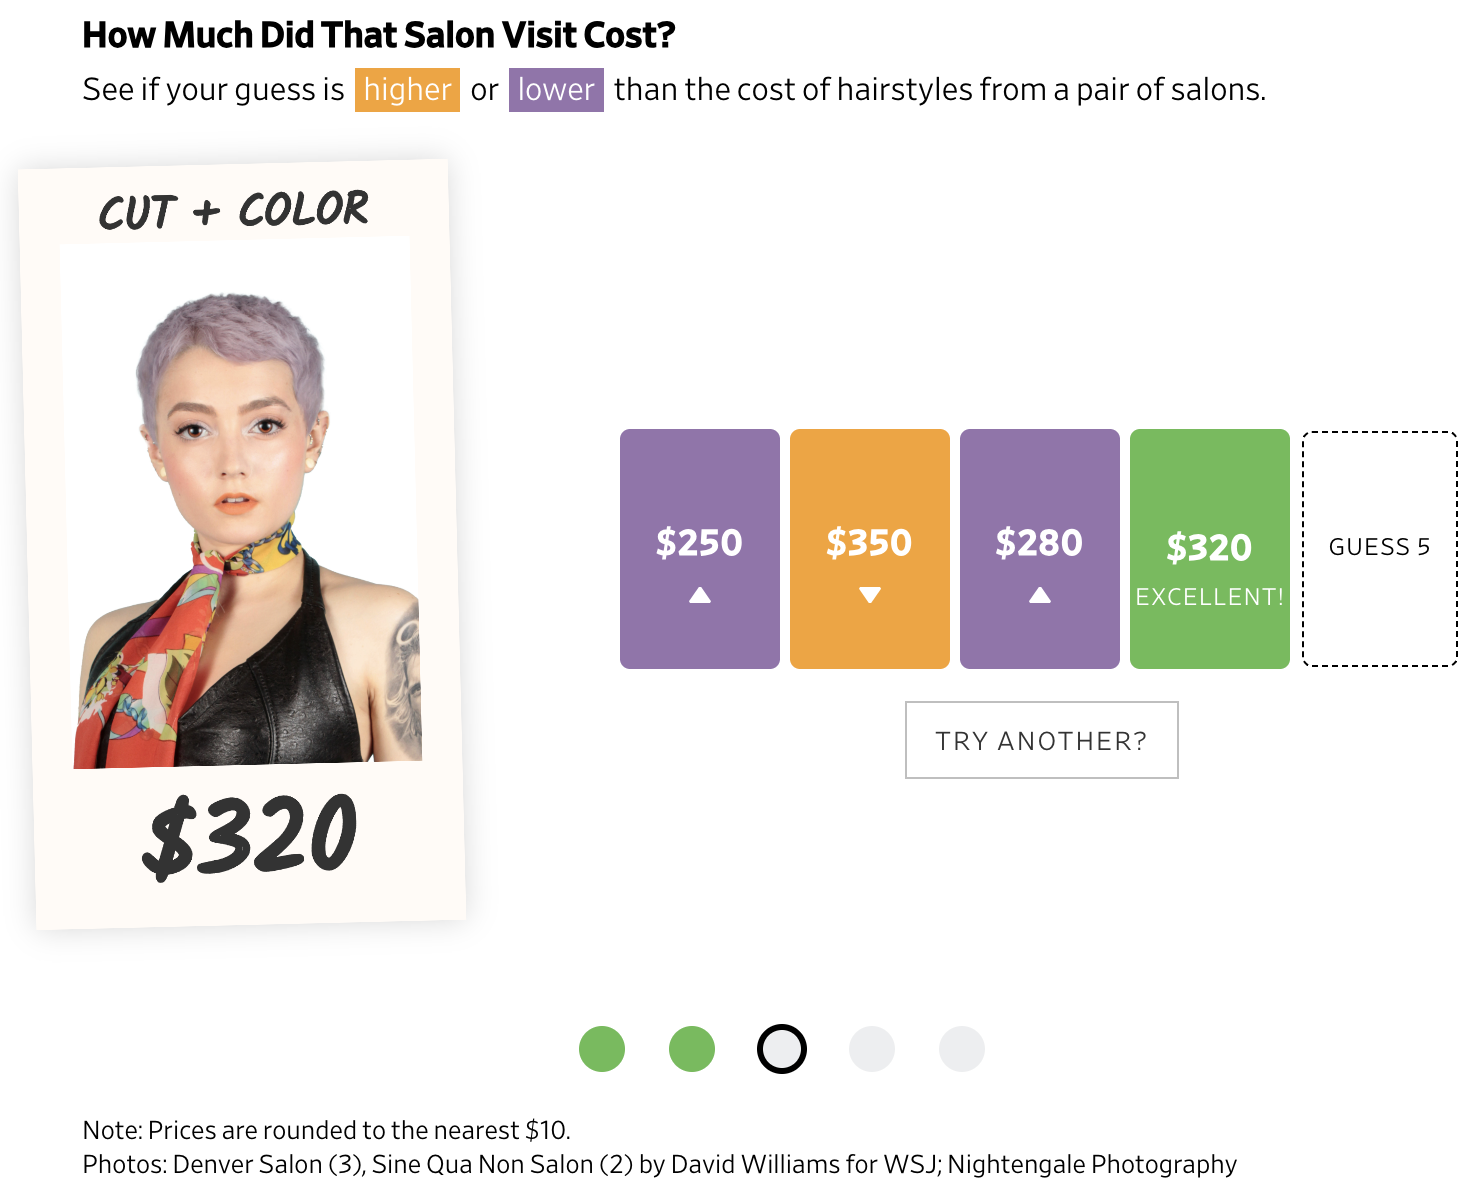 How Much Did That Salon Visit Cost?
See if your guess is higher or lower than the cost of hairstyles from a pair of salons.
CUT + COLOR
$320
$250
$350
$280
$320
EXCELLENT!
GUESS 5
TRY ANOTHER?
Note: Prices are rounded to the nearest $10.
Photos: Denver Salon (3), Sine Qua Non Salon (2) by David Williams for WSJ; Nightengale Photography